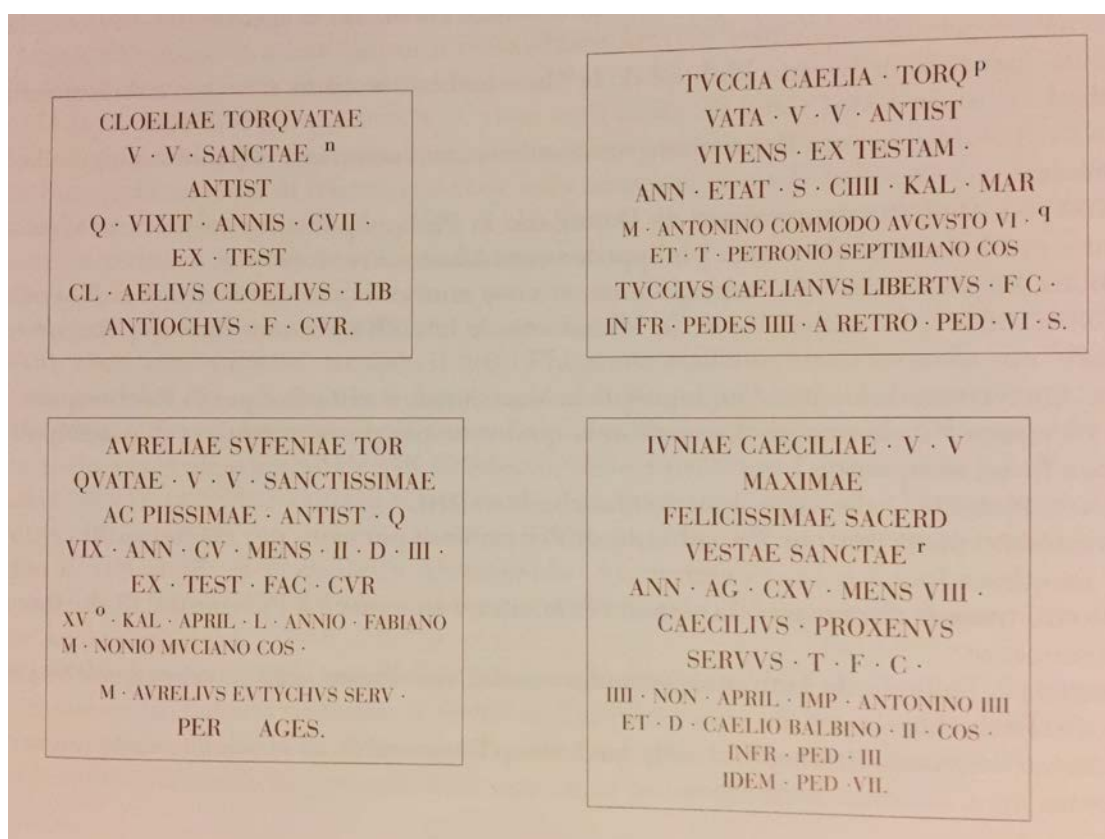 CLOELIAE TORQVATAE
V · V · SANCTAE n
ANTIST
Q · VIXIT · ANNIS · CVII ·
EX · TEST
CL · AELIVS CLOELIVS · LIB
ANTIOCHVS · F · CVR.
TVCCIA CAELIA · TORQ p
VATA · V · V · ANTIST
VIVENS · EX TESTAM ·
ANN · ETAT · S · CIIII · KAL · MAR
M · ANTONINO COMMODO AVGVSTO VI · q
ET · T · PETRONIO SEPTIMIANO COS
TVCCIVS CAELIANVS LIBERTVS · F C ·
IN FR · PEDES IIII · A RETRO · PED · VI · S.
AVRELIAE SVFENIAE TOR
QVATAE · V · V · SANCTISSIMAE
AC PIISSIMAE · ANTIST · Q
VIX · ANN · CV · MENS · II · D · III ·
EX · TEST · FAC · CVR
XV o · KAL · APRIL · L · ANNIO · FABIANO
M · NONIO MVCIANO COS ·
M · AVRELIVS EVTYCHVS SERV ·
PER AGES.
IVNIAE CAECILIAE · V · V
MAXIMAE
FELICISSIMAE SACERD
VESTAE SANCTAE r
ANN · AG · CXV · MENS VIII ·
CAECILIVS · PROXENVS
SERVVS · T · F · C ·
IIII · NON · APRIL · IMP · ANTONINO IIII
ET · D · CAELIO BALBINO · II · COS ·
INFR · PED · III
IDEM · PED · VII.